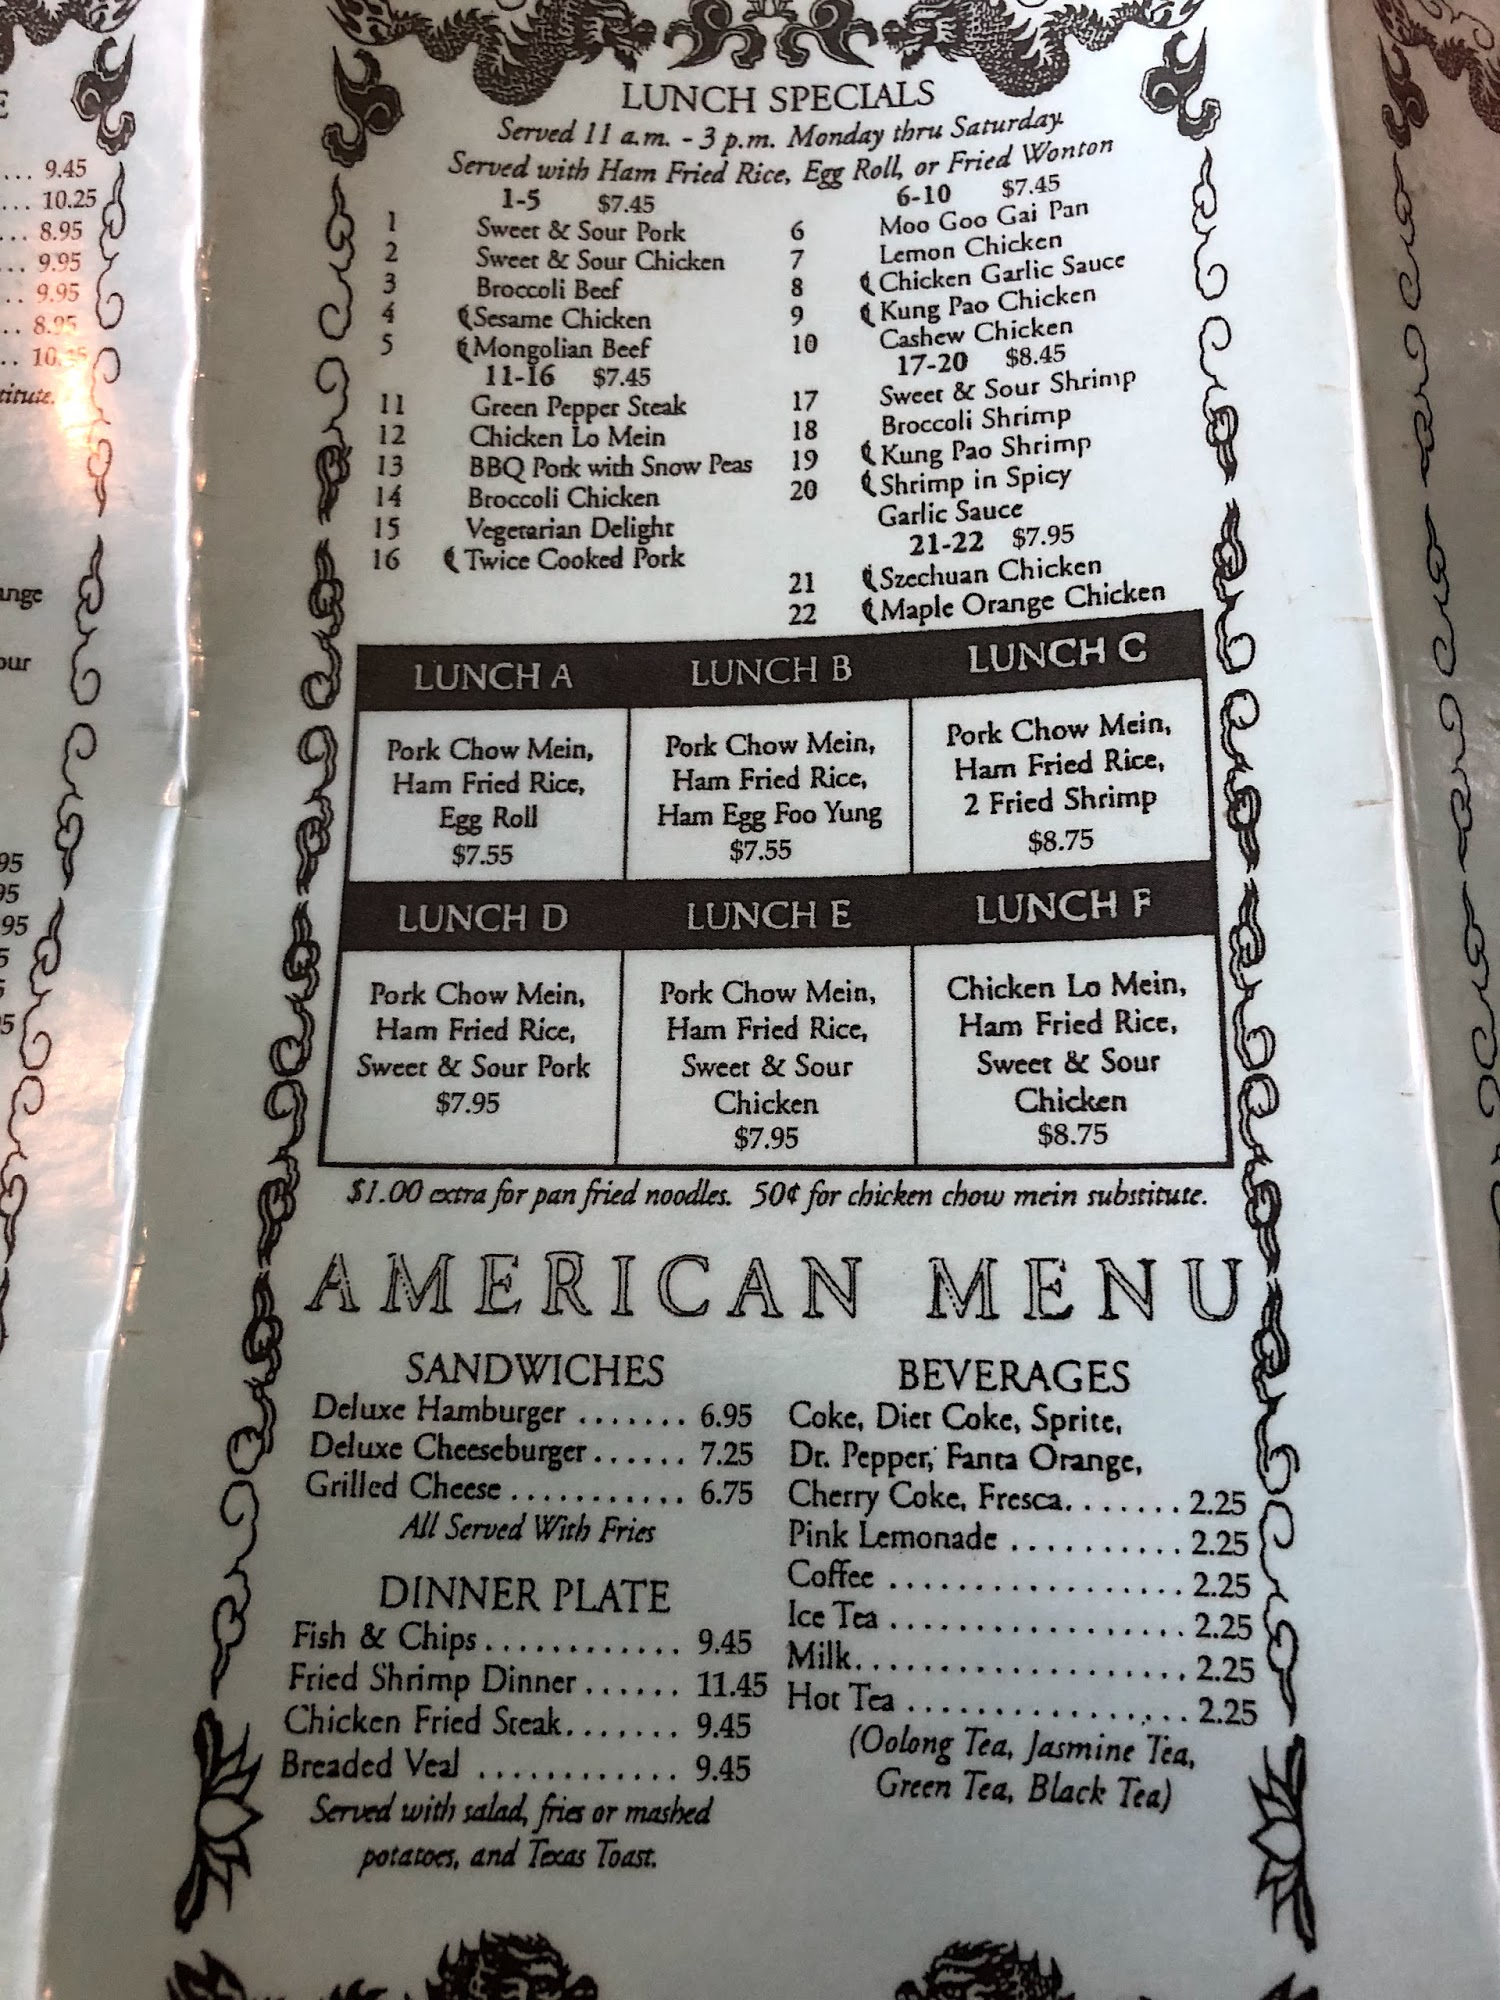 E
... 9.45
... 10.25
... 8.95
... 9.95
.. 9.95
.. 8.95
titute.
ange
our
95
95
95
5
5
LUNCH SPECIALS
Served 11 a.m. - 3 p.m. Monday thru Saturday.
Served with Ham Fried Rice, Egg Roll, or Fried Wonton
1-5 $7.45
1 Sweet & Sour Pork
2 Sweet & Sour Chicken
3 Broccoli Beef
4 Sesame Chicken
5 Mongolian Beef
11-16 $7.45
11 Green Pepper Steak
12 Chicken Lo Mein
13 BBQ Pork with Snow Peas
14 Broccoli Chicken
15 Vegetarian Delight
16 Twice Cooked Pork
6-10 $7.45
6 Moo Goo Gai Pan
7 Lemon Chicken
8 Chicken Garlic Sauce
9 Kung Pao Chicken
10 Cashew Chicken
17-20 $8.45
17 Sweet & Sour Shrimp
18 Broccoli Shrimp
19 Kung Pao Shrimp
20 Shrimp in Spicy
Garlic Sauce
21-22 $7.95
21 Szechuan Chicken
22 Maple Orange Chicken
LUNCH A
Pork Chow Mein,
Ham Fried Rice,
Egg Roll
$7.55
LUNCH B
Pork Chow Mein,
Ham Fried Rice,
Ham Egg Foo Yung
$7.55
LUNCH C
Pork Chow Mein,
Ham Fried Rice,
2 Fried Shrimp
$8.75
LUNCH D
Pork Chow Mein,
Ham Fried Rice,
Sweet & Sour Pork
$7.95
LUNCH E
Pork Chow Mein,
Ham Fried Rice,
Sweet & Sour
Chicken
$7.95
LUNCH F
Chicken Lo Mein,
Ham Fried Rice,
Sweet & Sour
Chicken
$8.75
$1.00 extra for pan fried noodles. 50¢ for chicken chow mein substitute.
AMERICAN MENU
SANDWICHES
Deluxe Hamburger ....... 6.95
Deluxe Cheeseburger...... 7.25
Grilled Cheese ........... 6.75
All Served With Fries
DINNER PLATE
Fish & Chips............ 9.45
Fried Shrimp Dinner...... 11.45
Chicken Fried Steak....... 9.45
Breaded Veal ............ 9.45
Served with salad, fries or mashed
potatoes, and Texas Toast.
BEVERAGES
Coke, Diet Coke, Sprite,
Dr. Pepper, Fanta Orange,
Cherry Coke, Fresca....... 2.25
Pink Lemonade .......... 2.25
Coffee ................. 2.25
Ice Tea ................. 2.25
Milk................... 2.25
Hot Tea ................ 2.25
(Oolong Tea, Jasmine Tea,
Green Tea, Black Tea)